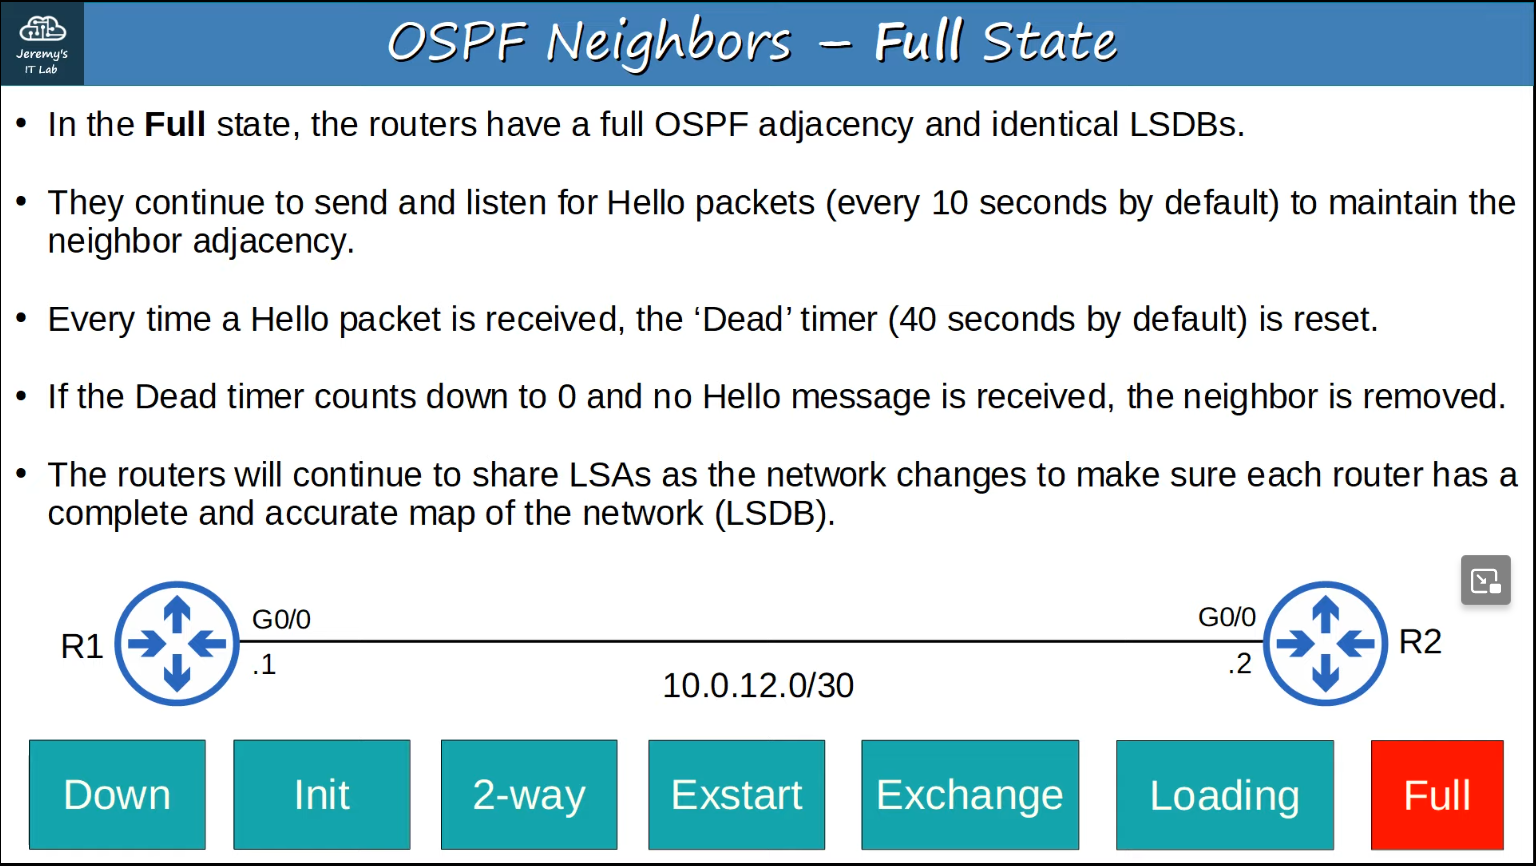 Jeremy's
IT Lab
OSPF Neighbors – Full State
• In the Full state, the routers have a full OSPF adjacency and identical LSDBs.
• They continue to send and listen for Hello packets (every 10 seconds by default) to maintain the
neighbor adjacency.
• Every time a Hello packet is received, the ‘Dead’ timer (40 seconds by default) is reset.
• If the Dead timer counts down to 0 and no Hello message is received, the neighbor is removed.
• The routers will continue to share LSAs as the network changes to make sure each router has a
complete and accurate map of the network (LSDB).
R1
G0/0
.1
10.0.12.0/30
G0/0
.2
R2
Down
Init
2-way
Exstart
Exchange
Loading
Full